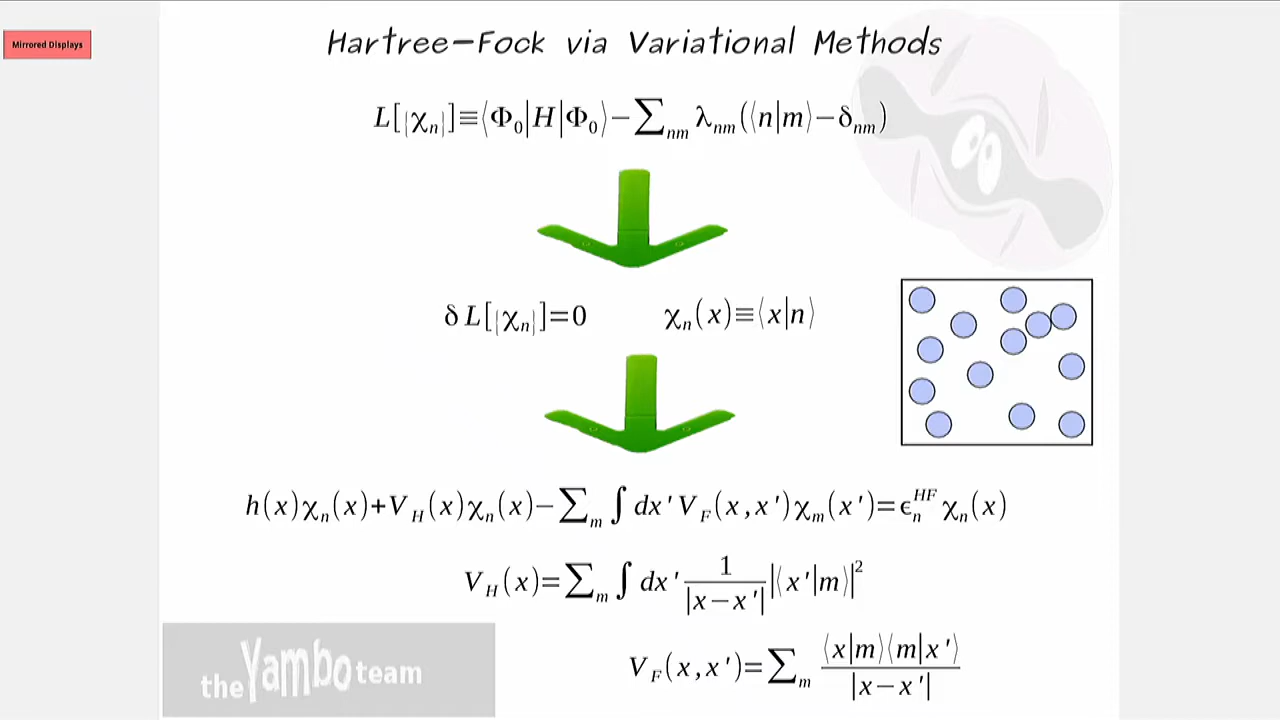 Mirrored Displays
Hartree-Fock via Variational Methods
L[{χₙ}]≡⟨Φ₀|H|Φ₀⟩−∑ₙₘ λₙₘ(⟨n|m⟩−δₙₘ)
δL[{χₙ}]=0 χₙ(x)≡⟨x|n⟩
h(x)χₙ(x)+V_H(x)χₙ(x)−∑ₘ∫dx'V_F(x,x')χₘ(x')=ϵₙ^HF χₙ(x)
V_H(x)=∑ₘ∫dx' 1/|x−x'| |⟨x'|m⟩|²
V_F(x,x')=∑ₘ ⟨x|m⟩⟨m|x'⟩/|x−x'|
the Yambo team